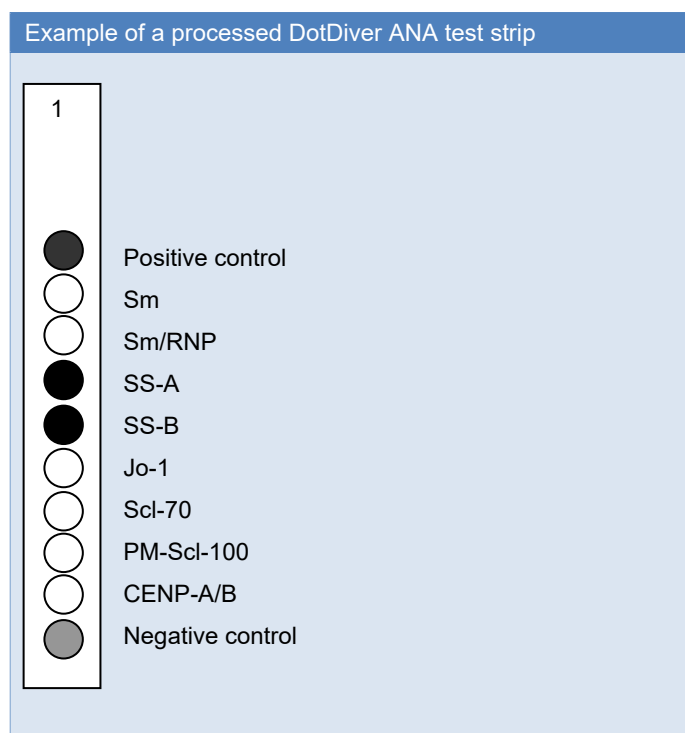 Example of a processed DotDiver ANA test strip
1
Positive control
Sm
Sm/RNP
SS-A
SS-B
Jo-1
Scl-70
PM-Scl-100
CENP-A/B
Negative control